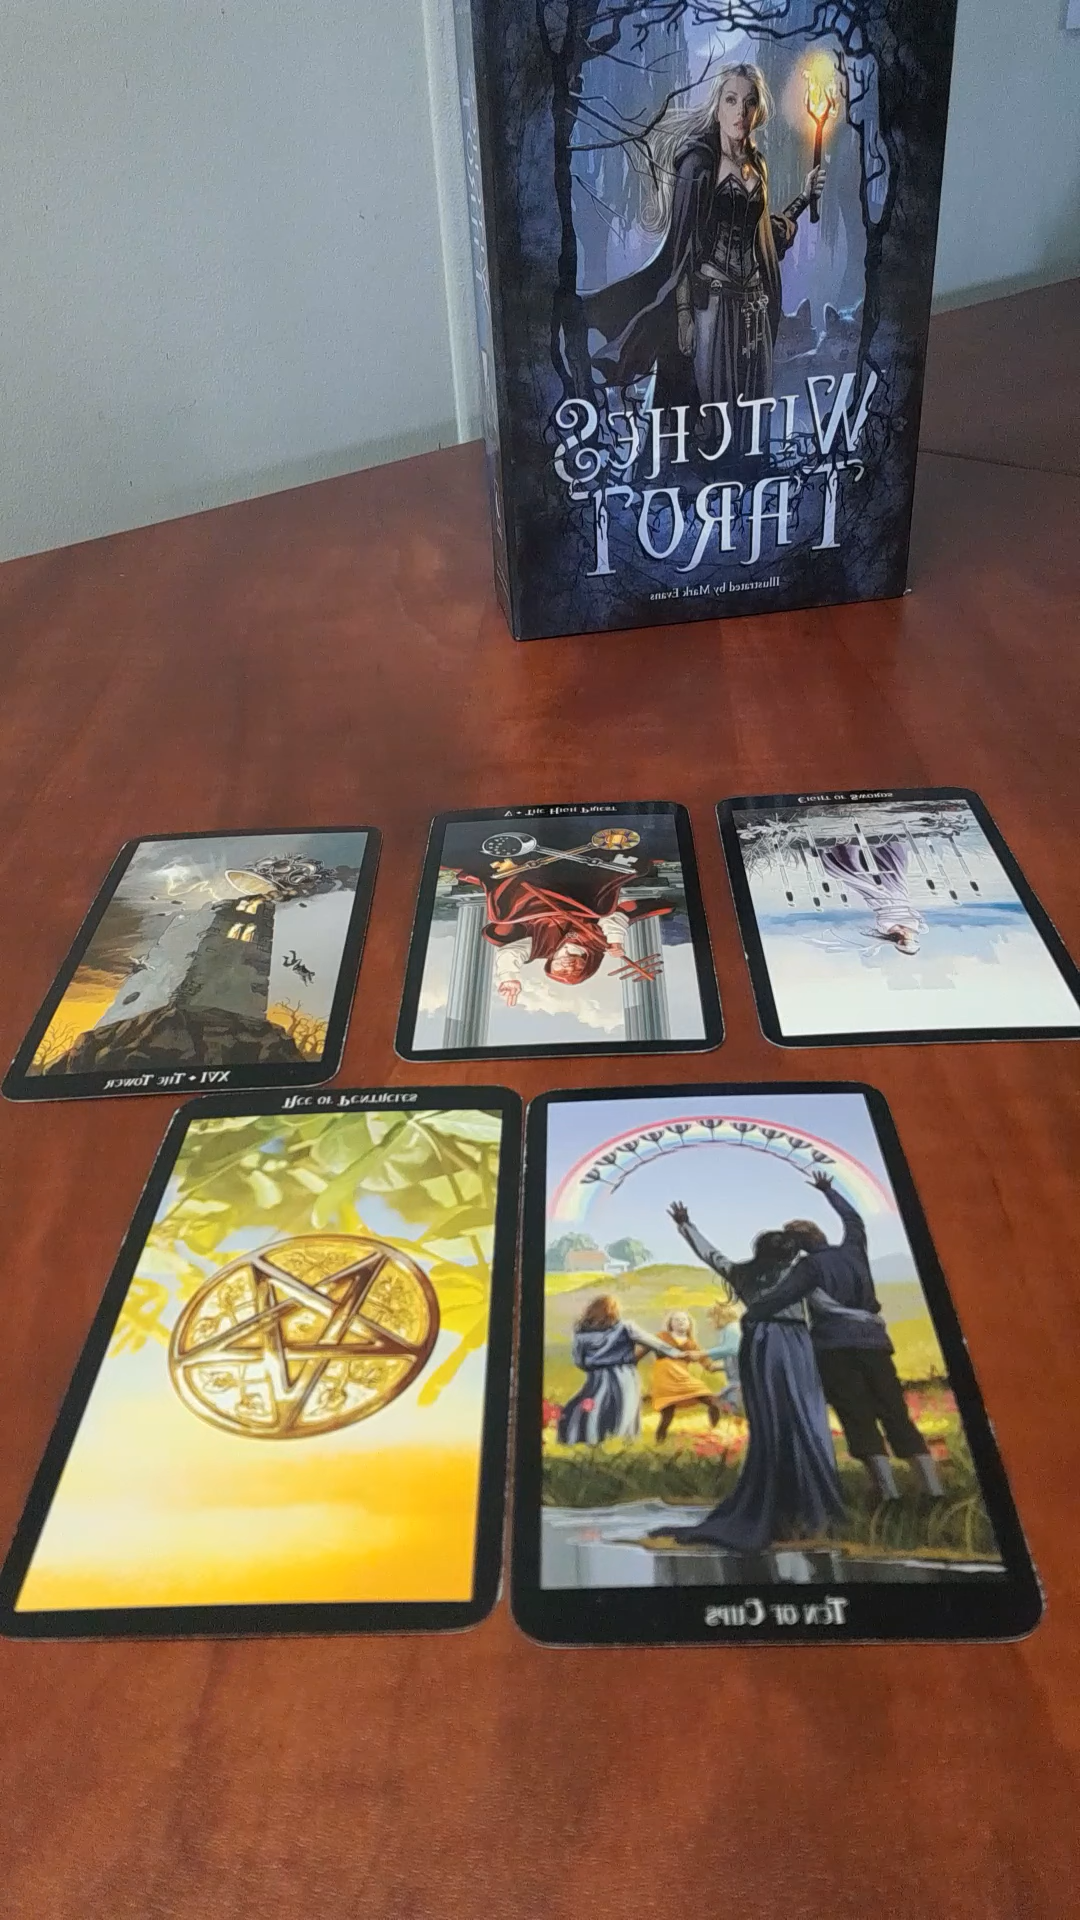 WITCHES
TAROT
Illustrated by Mark Evans
EIGHT OF SWORDS
V • THE HIGH PRIEST
XVI • THE TOWER
ACE OF PENTACLES
TEN OF CUPS